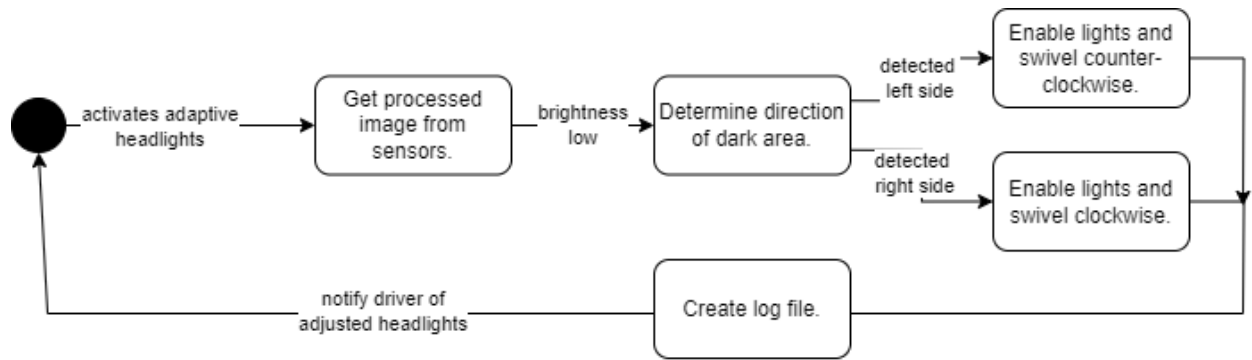 activates adaptive
headlights
Get processed
image from
sensors.
brightness
low
Determine direction
of dark area.
detected
left side
Enable lights and
swivel counter-
clockwise.
detected
right side
Enable lights and
swivel clockwise.
Create log file.
notify driver of
adjusted headlights